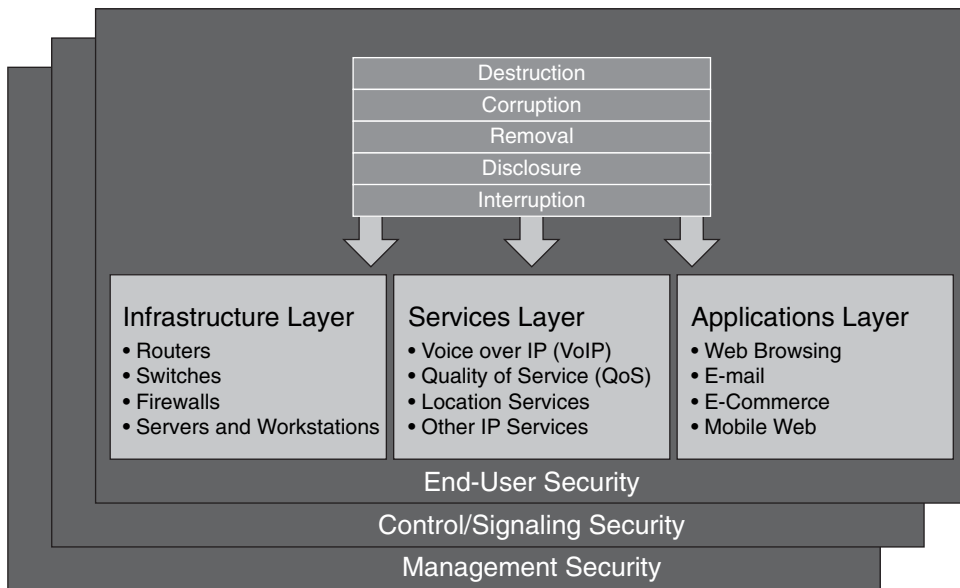 Destruction
Corruption
Removal
Disclosure
Interruption
Infrastructure Layer
• Routers
• Switches
• Firewalls
• Servers and Workstations
Services Layer
• Voice over IP (VoIP)
• Quality of Service (QoS)
• Location Services
• Other IP Services
Applications Layer
• Web Browsing
• E-mail
• E-Commerce
• Mobile Web
End-User Security
Control/Signaling Security
Management Security